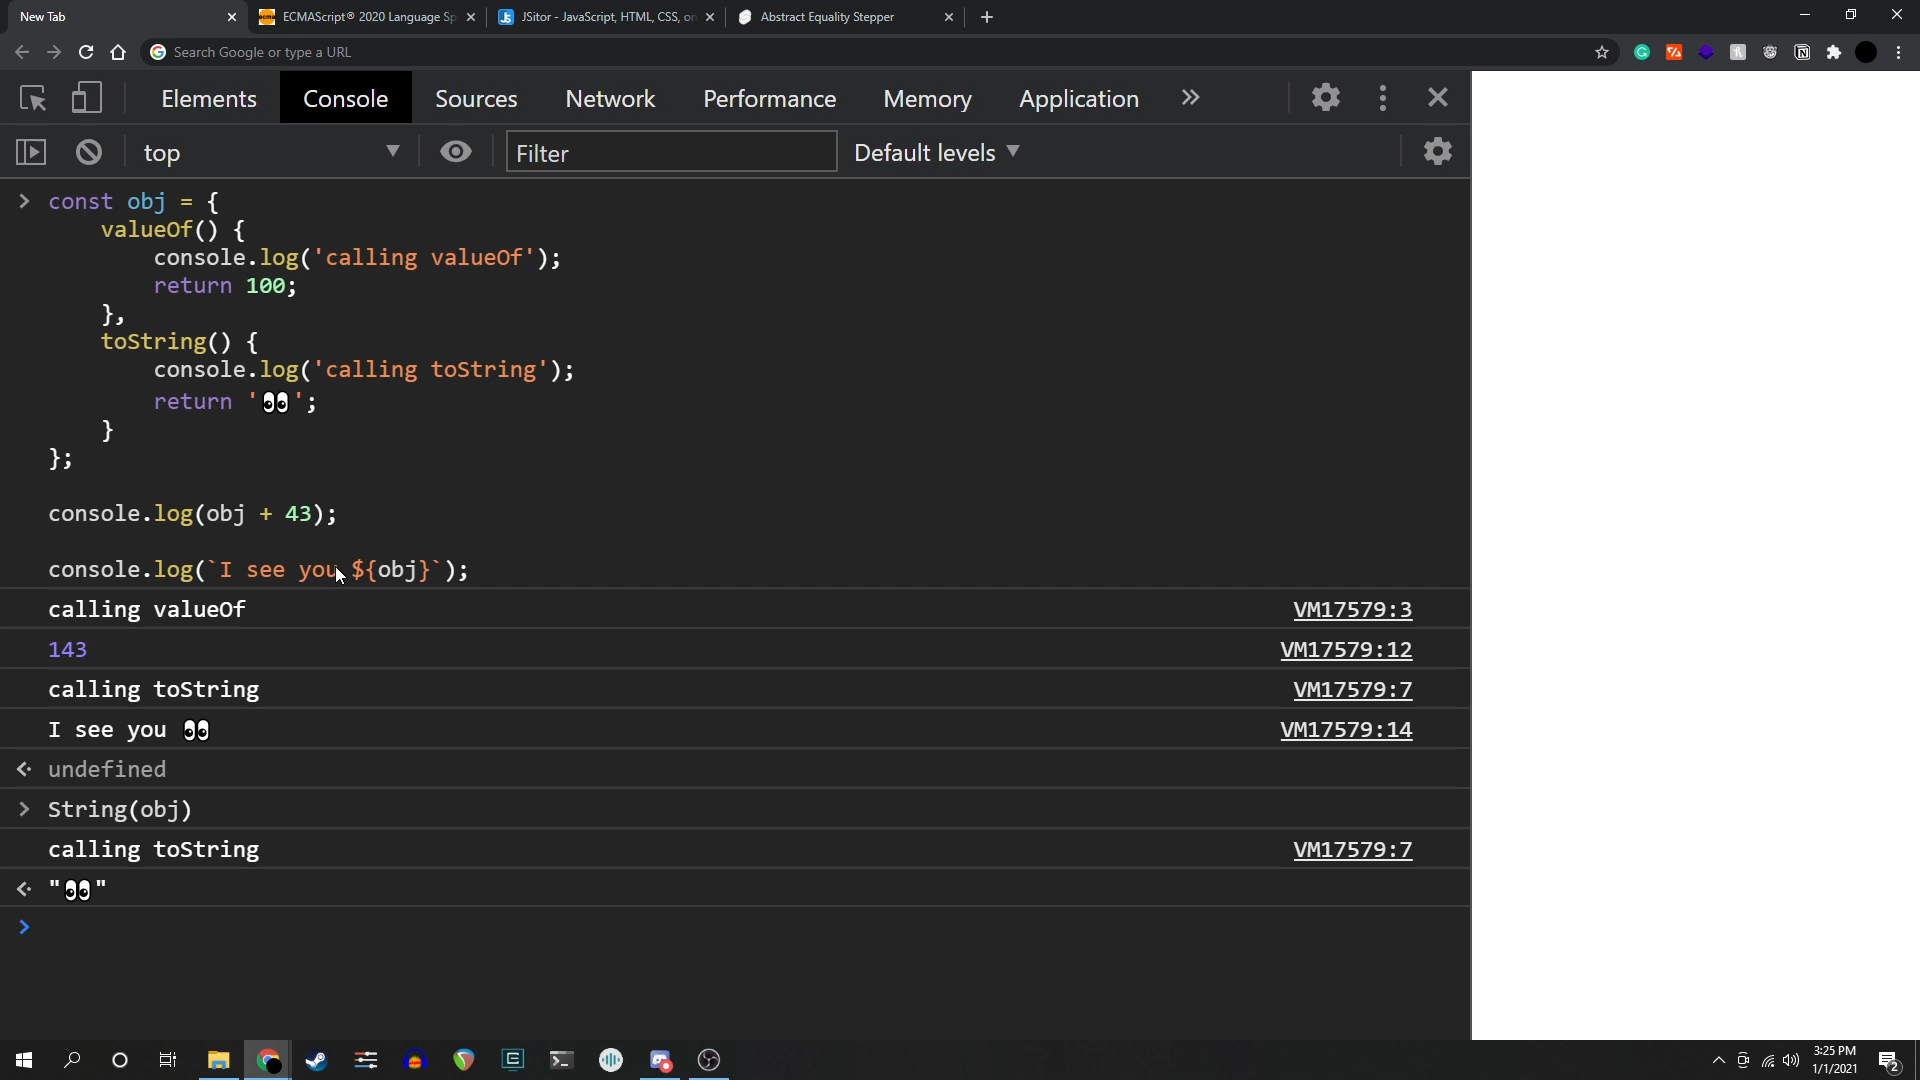 New Tab
ECMAScript® 2020 Language Sp
JSitor - JavaScript, HTML, CSS, on
Abstract Equality Stepper
Search Google or type a URL
Elements
Console
Sources
Network
Performance
Memory
Application
top
Filter
Default levels
const obj = {
    valueOf() {
        console.log('calling valueOf');
        return 100;
    },
    toString() {
        console.log('calling toString');
        return '👀';
    }
};
console.log(obj + 43);
console.log(`I see you ${obj}`);
calling valueOf VM17579:3
143 VM17579:12
calling toString VM17579:7
I see you 👀 VM17579:14
undefined
String(obj)
calling toString VM17579:7
"👀"
3:25 PM
1/1/2021
2